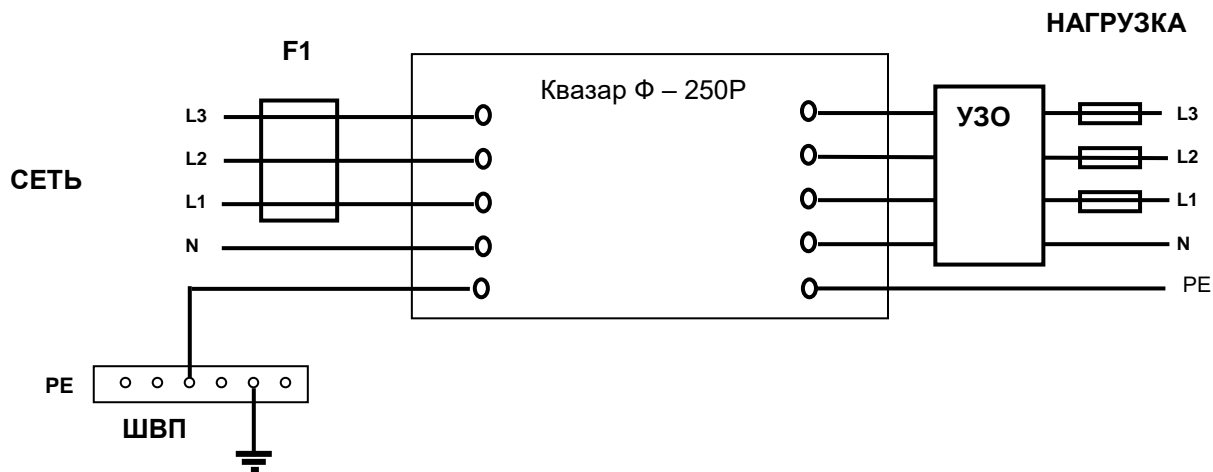 НАГРУЗКА
F1
Квазар Ф – 250Р
УЗО
L3
L3
L2
L2
СЕТЬ
L1
L1
N
N
PE
PE
ШВП